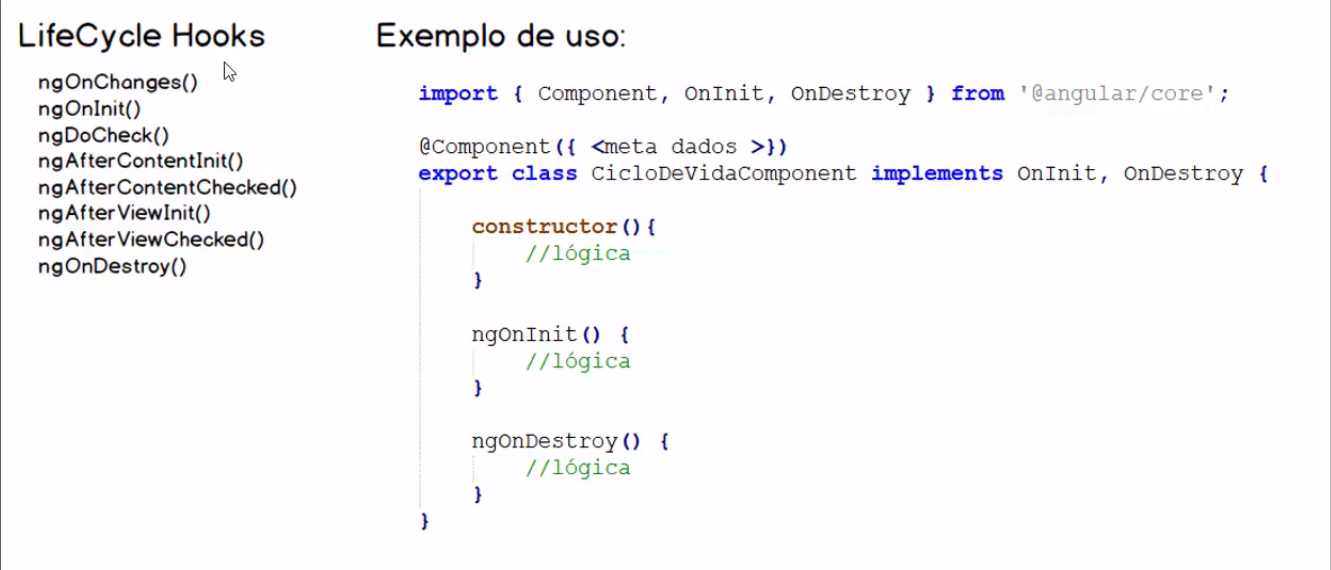 LifeCycle Hooks
ngOnChanges()
ngOnInit()
ngDoCheck()
ngAfterContentInit()
ngAfterContentChecked()
ngAfterViewInit()
ngAfterViewChecked()
ngOnDestroy()
Exemplo de uso:
import { Component, OnInit, OnDestroy } from '@angular/core';
@Component({ <meta dados >})
export class CicloDeVidaComponent implements OnInit, OnDestroy {
constructor(){
//lógica
}
ngOnInit() {
//lógica
}
ngOnDestroy() {
//lógica
}
}